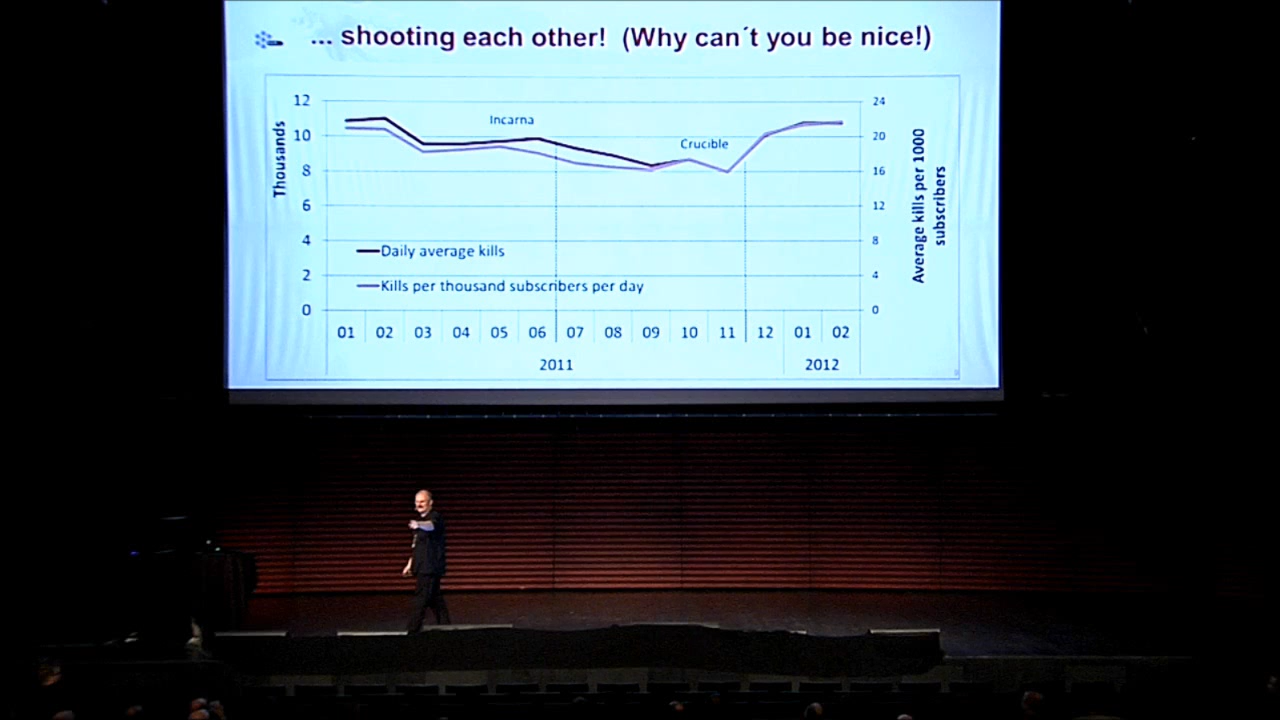 ... shooting each other! (Why can´t you be nice!)
Thousands
12
10
8
6
4
2
0
Incarna
Crucible
Daily average kills
Kills per thousand subscribers per day
24
20
16
12
8
4
0
Average kills per 1000
subscribers
01 02 03 04 05 06 07 08 09 10 11 12 01 02
2011 2012